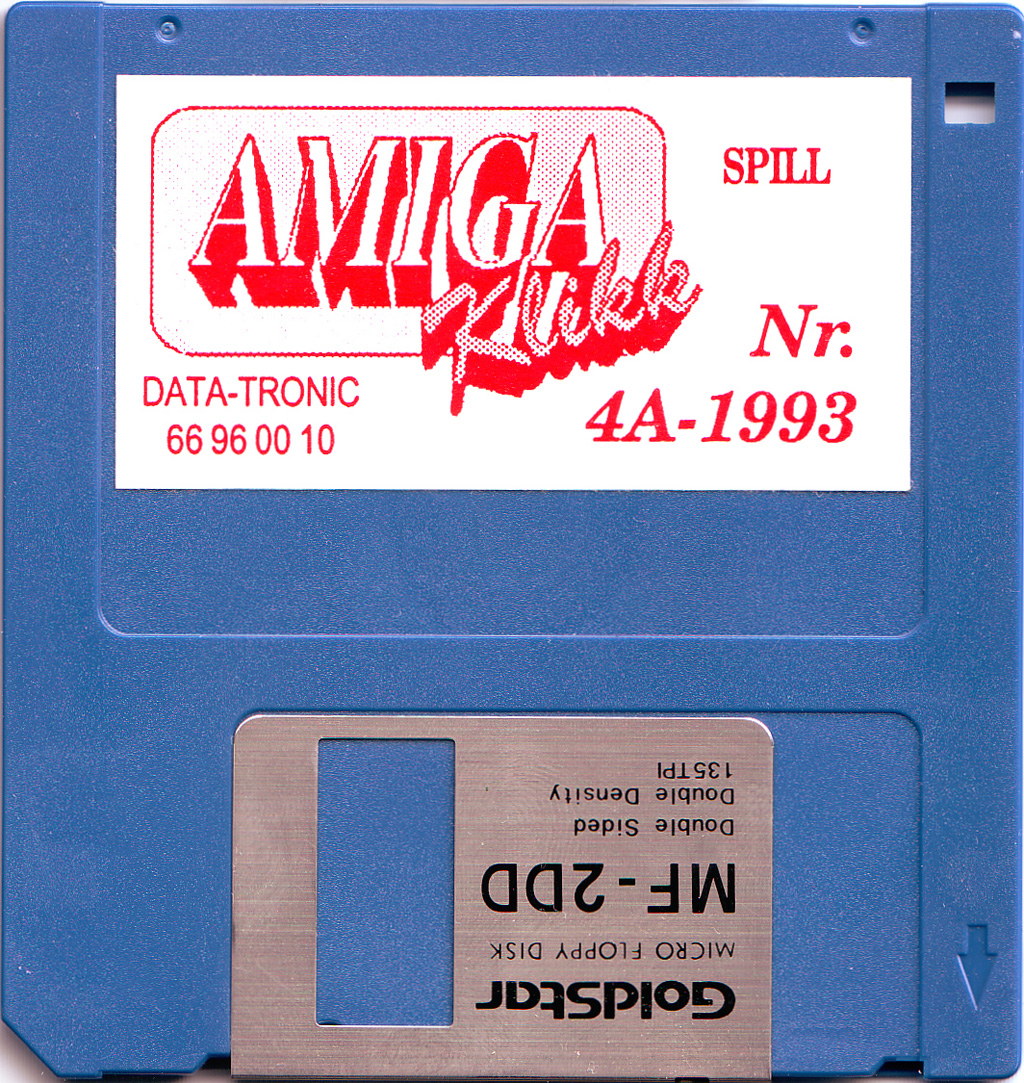 AMIGA
Klikk
SPILL
Nr.
4A-1993
DATA-TRONIC
66 96 00 10
GoldStar
MICRO FLOPPY DISK
MF-2DD
Double Sided
Double Density
135TPI